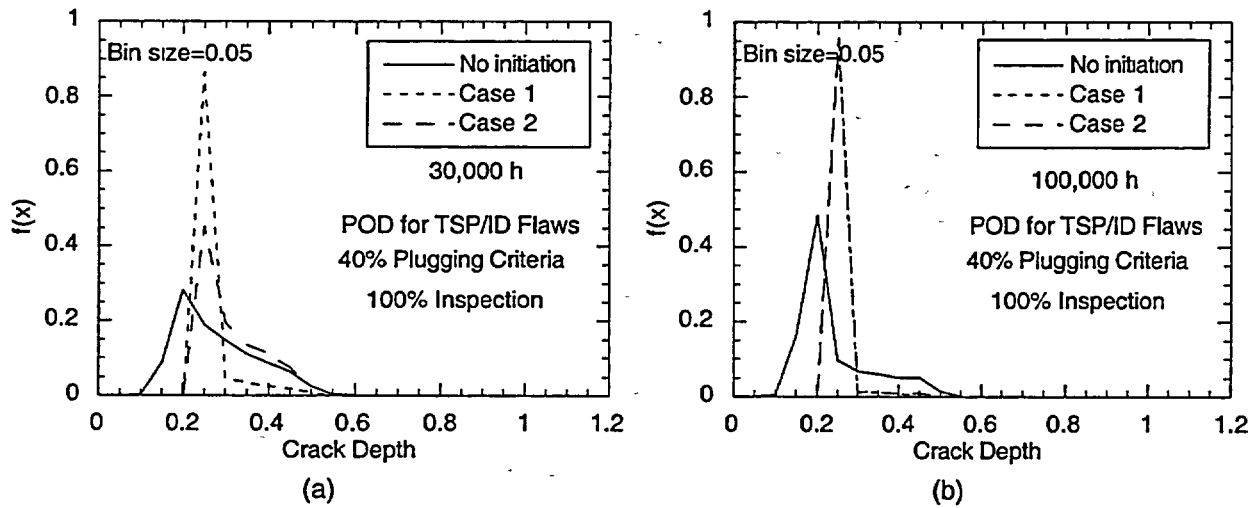 1
0.8
0.6
0.4
0.2
0
f(x)
Bin size=0.05
No initiation
Case 1
Case 2
30,000 h
POD for TSP/ID Flaws
40% Plugging Criteria
100% Inspection
0 0.2 0.4 0.6 0.8 1 1.2
Crack Depth
(a)
1
0.8
0.6
0.4
0.2
0
f(x)
Bin size=0.05
No initiation
Case 1
Case 2
100,000 h
POD for TSP/ID Flaws
40% Plugging Criteria
100% Inspection
0 0.2 0.4 0.6 0.8 1 1.2
Crack Depth
(b)